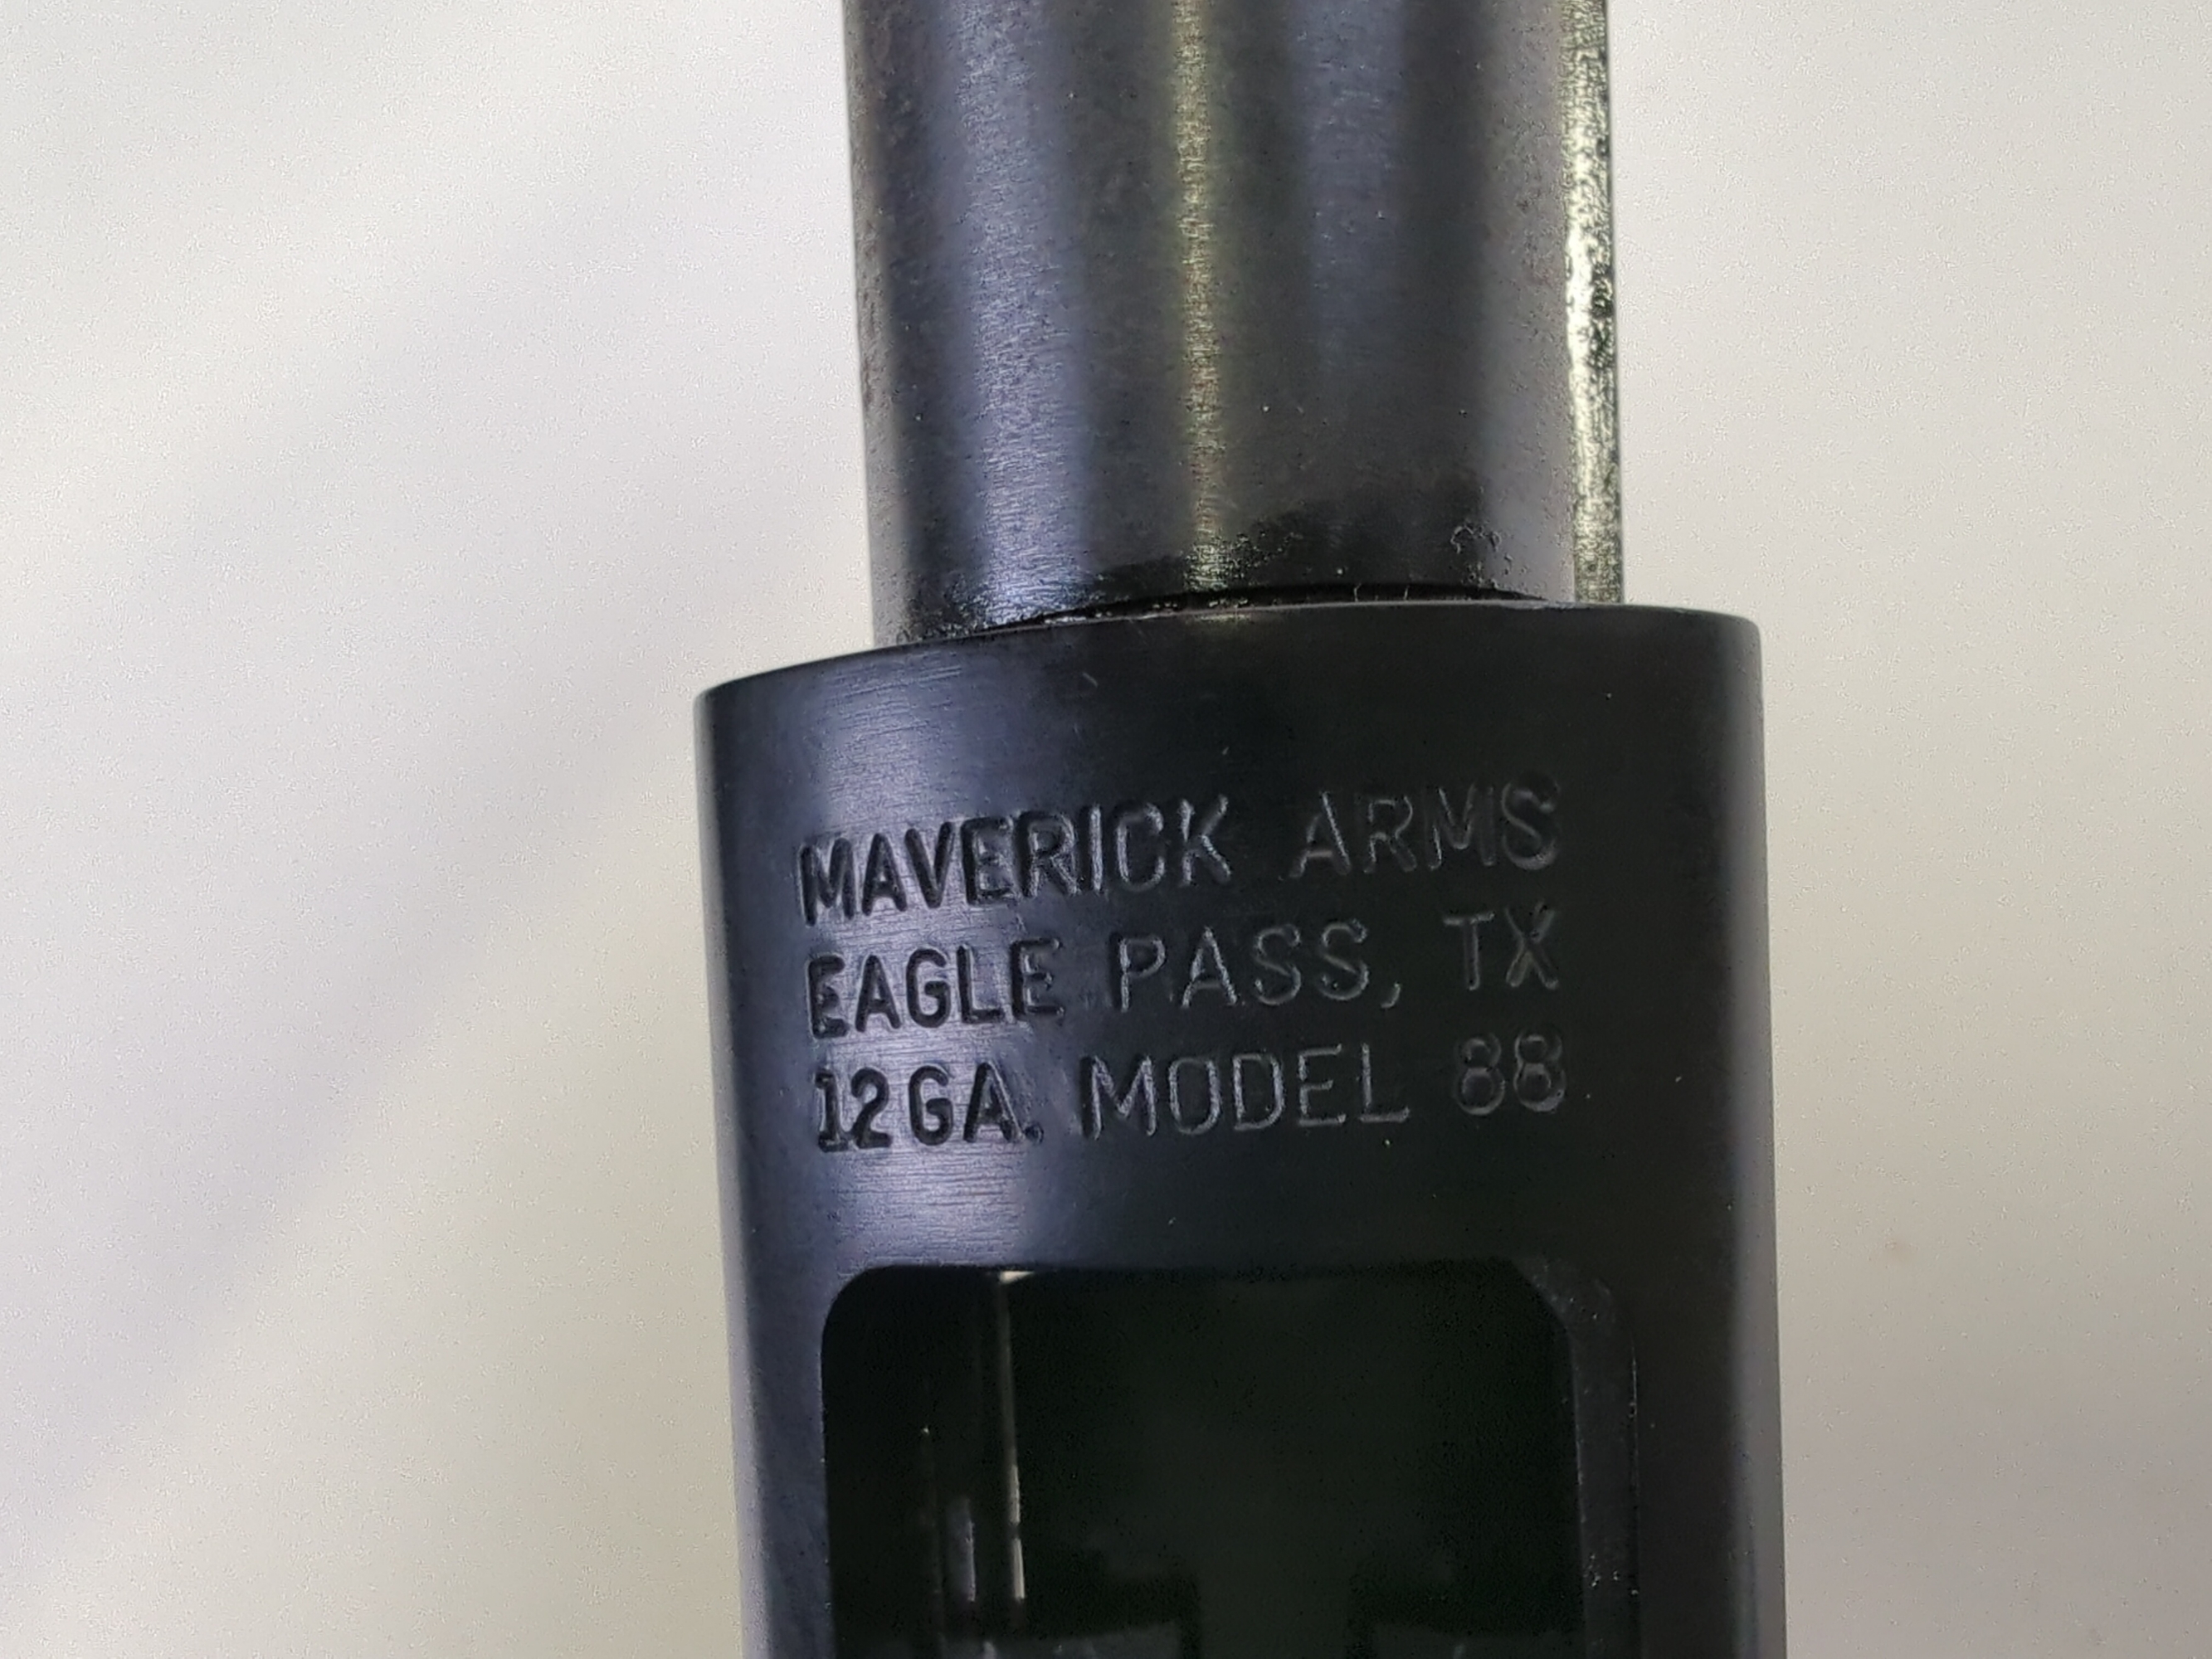 MAVERICK ARMS
EAGLE PASS, TX
12GA. MODEL 88